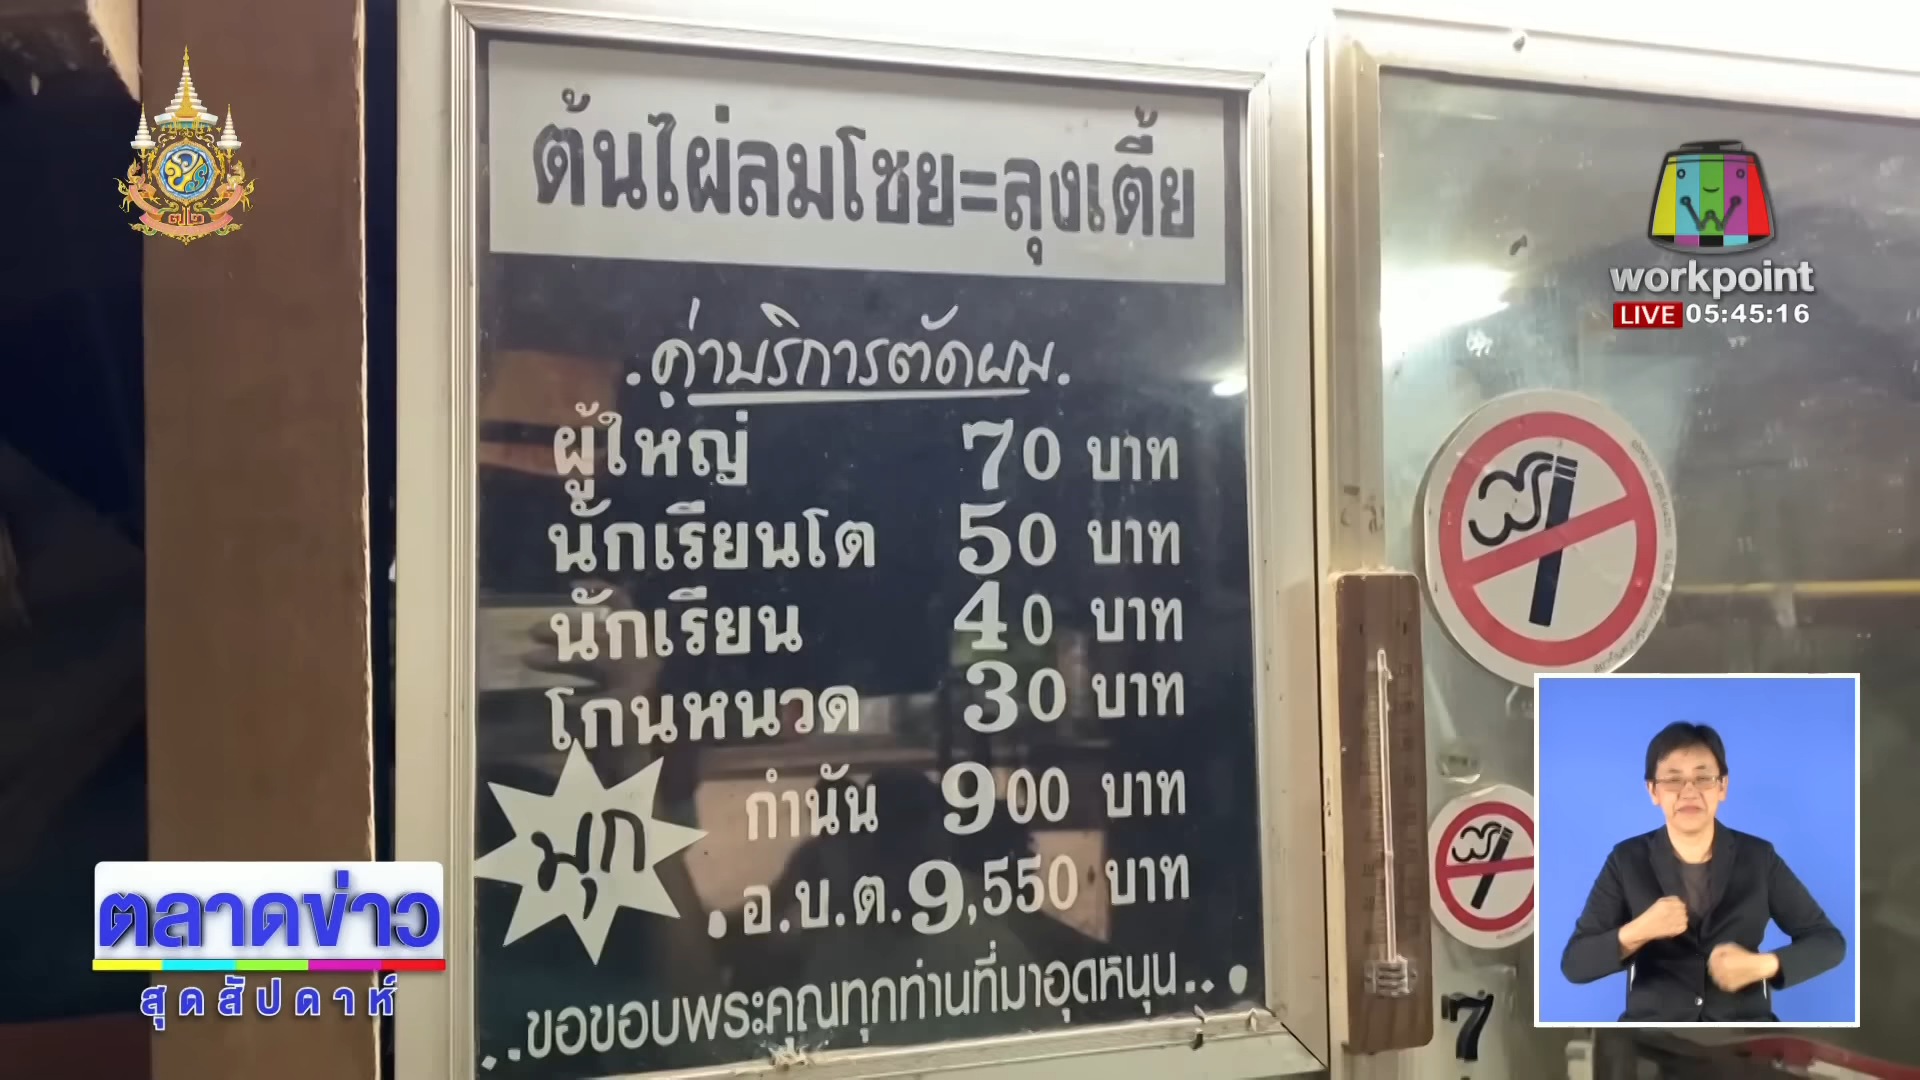 ต้นไผ่ลมโชย=ลุงเตี้ย
.ค่าบริการตัดผม.
ผู้ใหญ่ 70 บาท
นักเรียนโต 50 บาท
นักเรียน 40 บาท
โกนหนวด 30 บาท
มุก
กำนัน 900 บาท
.อ.บ.ต. 9,550 บาท
..ขอขอบพระคูณทุกท่านที่มาอุดหนุน...
workpoint
LIVE 05:45:16
7
ตลาดข่าว
สุดสัปดาห์
๗๒